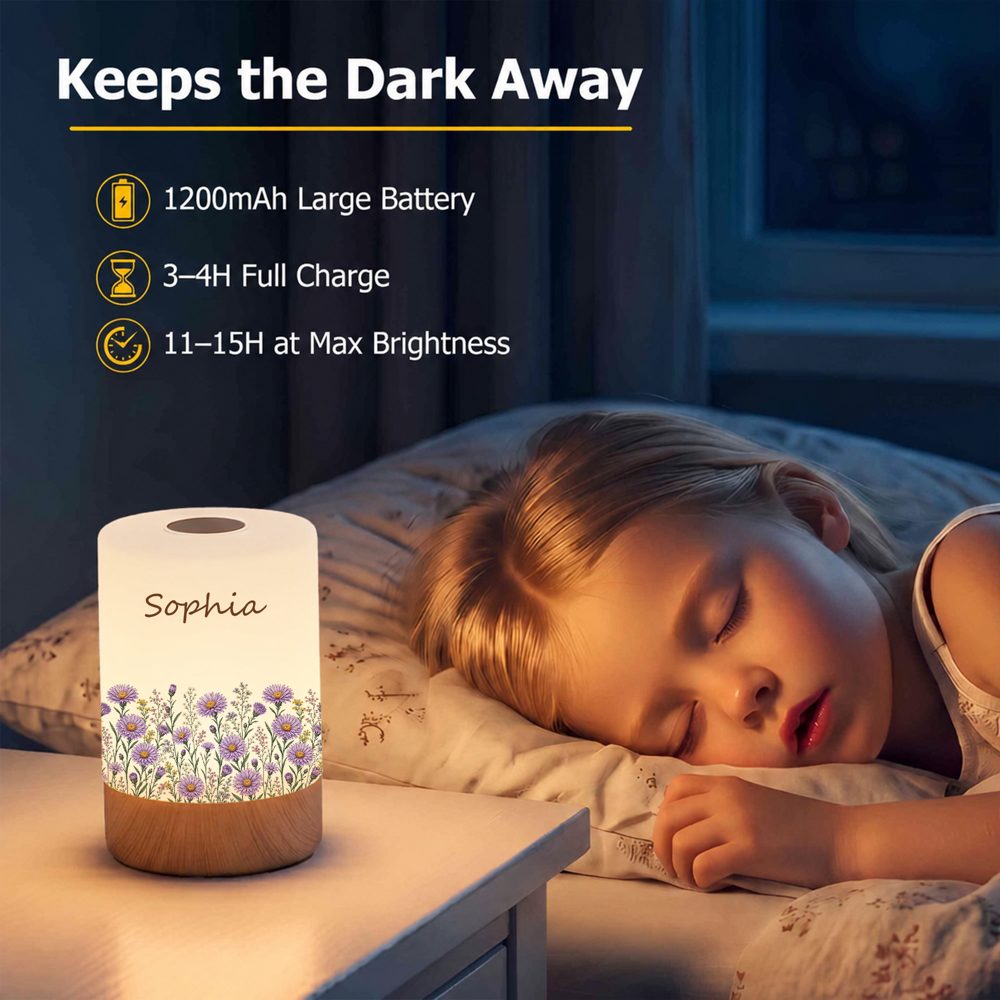 Keeps the Dark Away
1200mAh Large Battery
3–4H Full Charge
11–15H at Max Brightness
Sophia